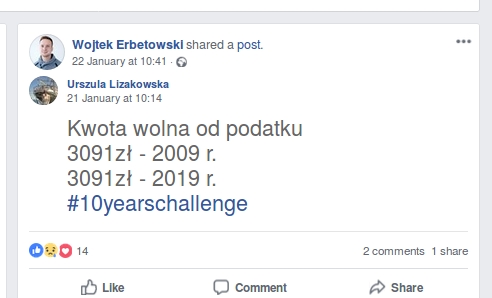 Wojtek Erbetowski shared a post.
22 January at 10:41 ·
Urszula Lizakowska
21 January at 10:14
Kwota wolna od podatku
3091zł - 2009 r.
3091zł - 2019 r.
#10yearschallenge
14
2 comments 1 share
Like Comment Share